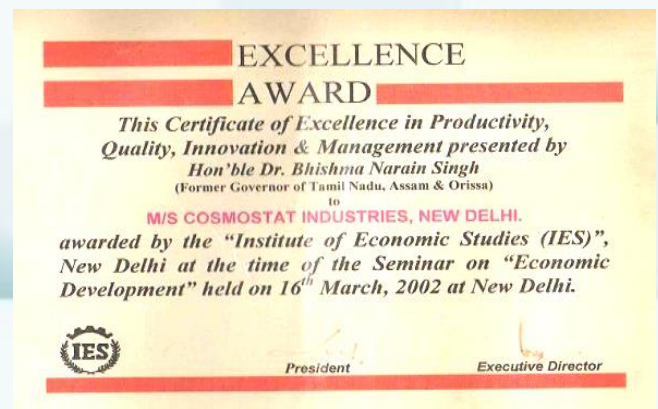 EXCELLENCE
AWARD
This Certificate of Excellence in Productivity,
Quality, Innovation & Management presented by
Hon'ble Dr. Bhishma Narain Singh
(Former Governor of Tamil Nadu, Assam & Orissa)
to
M/S COSMOSTAT INDUSTRIES, NEW DELHI.
awarded by the "Institute of Economic Studies (IES)",
New Delhi at the time of the Seminar on "Economic
Development" held on 16th March, 2002 at New Delhi.
IES
President Executive Director